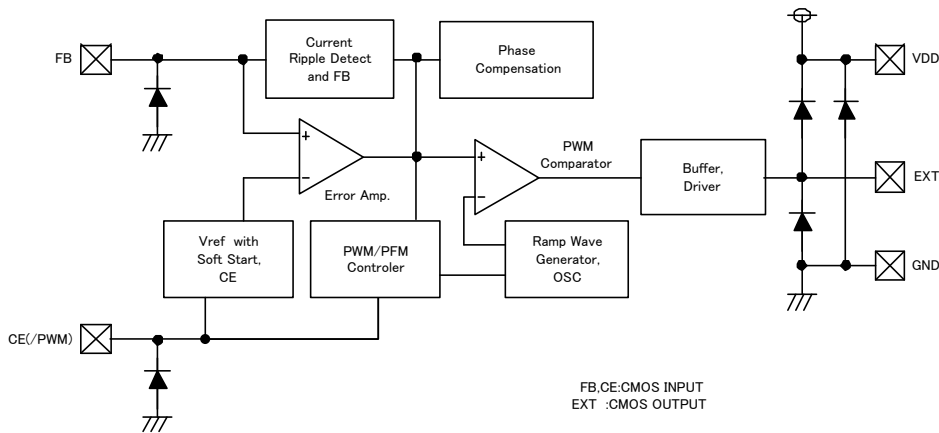 FB
Current
Ripple Detect
and FB
Phase
Compensation
VDD
+
−
Error Amp.
+
−
PWM
Comparator
Buffer,
Driver
EXT
Vref with
Soft Start,
CE
PWM/PFM
Controler
Ramp Wave
Generator,
OSC
GND
CE(/PWM)
FB,CE:CMOS INPUT
EXT :CMOS OUTPUT